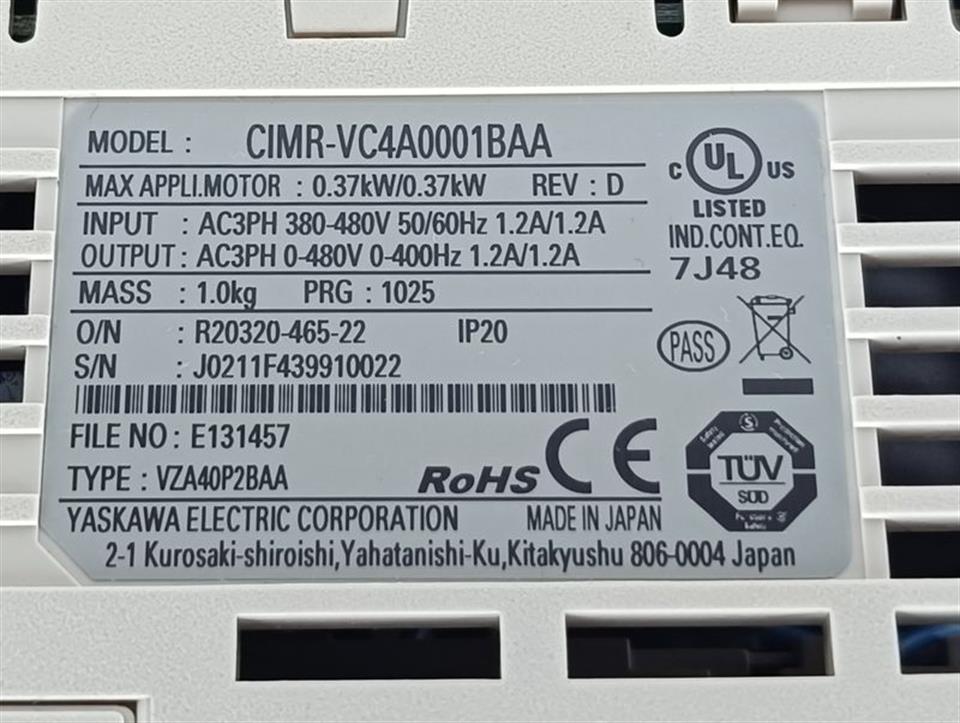 MODEL : CIMR-VC4A0001BAA
MAX APPLI.MOTOR : 0.37kW/0.37kW REV : D
INPUT : AC3PH 380-480V 50/60Hz 1.2A/1.2A
OUTPUT : AC3PH 0-480V 0-400Hz 1.2A/1.2A
MASS : 1.0kg PRG : 1025
O/N : R20320-465-22 IP20
S/N : J0211F439910022
FILE NO : E131457
TYPE : VZA40P2BAA
RoHS CE
YASKAWA ELECTRIC CORPORATION MADE IN JAPAN
2-1 Kurosaki-shiroishi,Yahatanishi-Ku,Kitakyushu 806-0004 Japan
C UL US
LISTED
IND.CONT.EQ.
7J48
PASS
TÜV
SÜD